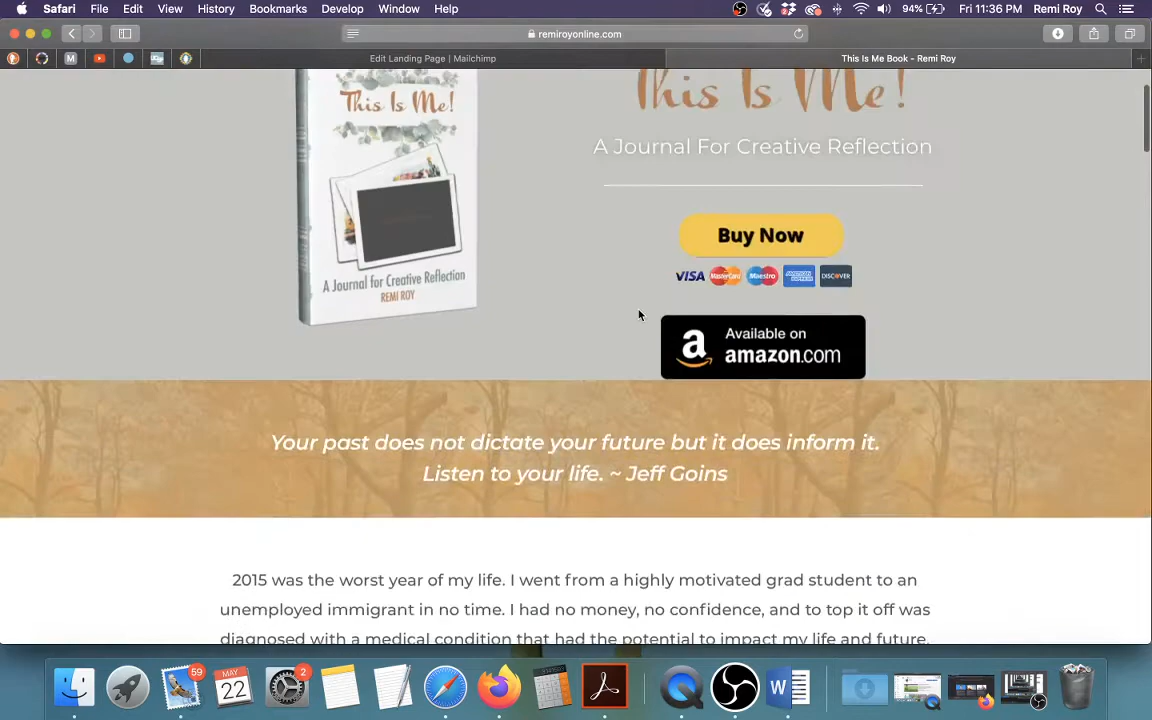 Safari File Edit View History Bookmarks Develop Window Help 94% Fri 11:36 PM Remi Roy
remiroyonline.com
Edit Landing Page | Mailchimp This Is Me Book - Remi Roy
This Is Me!
A Journal for Creative Reflection
REMI ROY
This Is Me!
A Journal For Creative Reflection
Buy Now
VISA MasterCard Maestro AMERICAN EXPRESS DISCOVER
Available on
amazon.com
Your past does not dictate your future but it does inform it.
Listen to your life. ~ Jeff Goins
2015 was the worst year of my life. I went from a highly motivated grad student to an
unemployed immigrant in no time. I had no money, no confidence, and to top it off was
diagnosed with a medical condition that had the potential to impact my life and future.
59
MAY
22
2